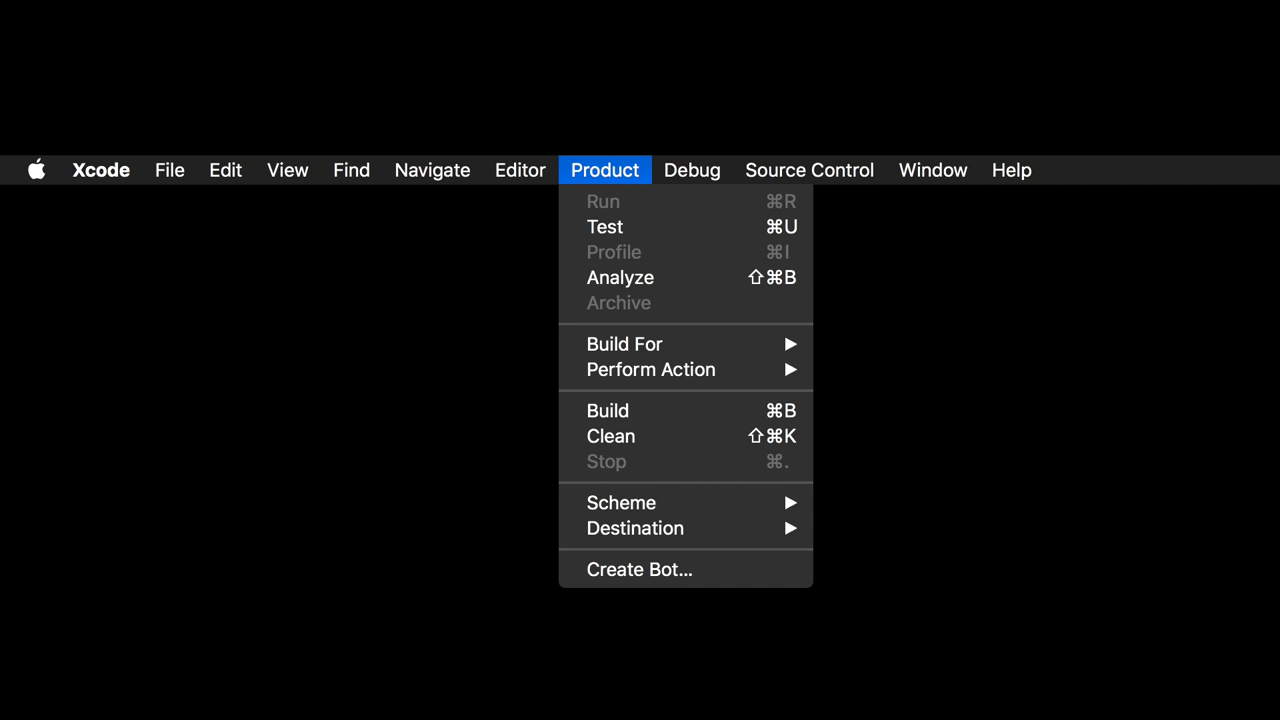 Xcode File Edit View Find Navigate Editor Product Debug Source Control Window Help
Run ⌘R
Test ⌘U
Profile ⌘I
Analyze ⇧⌘B
Archive
Build For ▶
Perform Action ▶
Build ⌘B
Clean ⇧⌘K
Stop ⌘.
Scheme ▶
Destination ▶
Create Bot...